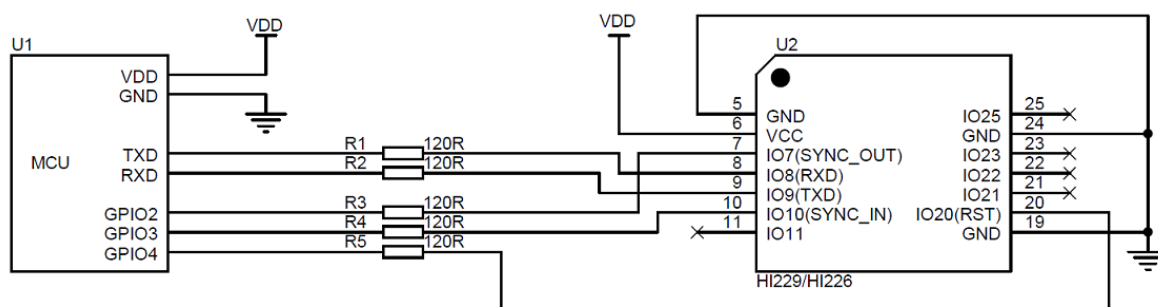 VDD
VDD
U1
U2
VDD
GND
MCU
TXD
RXD
GPIO2
GPIO3
GPIO4
R1 120R
R2 120R
R3 120R
R4 120R
R5 120R
5 GND
6 VCC
7 IO7(SYNC_OUT)
8 IO8(RXD)
9 IO9(TXD)
10 IO10(SYNC_IN)
11 IO11
IO25 25
GND 24
IO23 23
IO22 22
IO21 21
IO20(RST) 20
GND 19
HI229/HI226